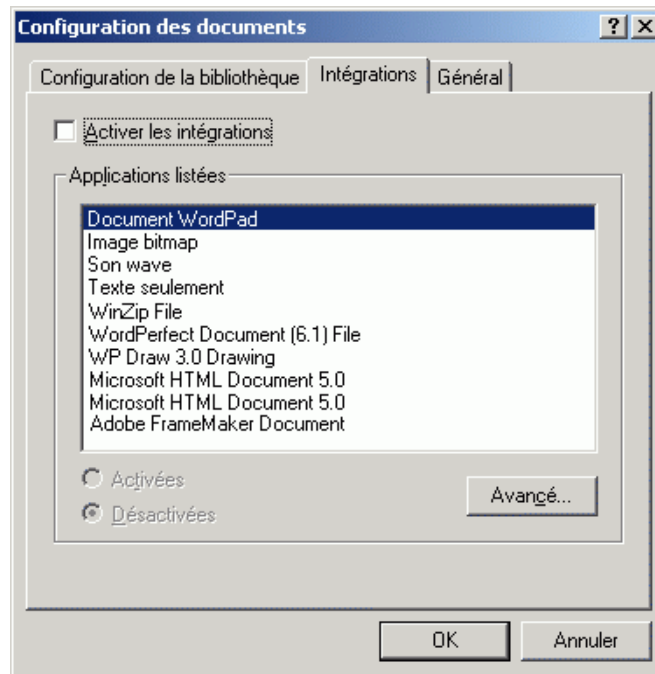 Configuration des documents
Configuration de la bibliothèque Intégrations Général
Activer les intégrations
Applications listées
Document WordPad
Image bitmap
Son wave
Texte seulement
WinZip File
WordPerfect Document (6.1) File
WP Draw 3.0 Drawing
Microsoft HTML Document 5.0
Microsoft HTML Document 5.0
Adobe FrameMaker Document
Activées
Désactivées
Avancé...
OK Annuler